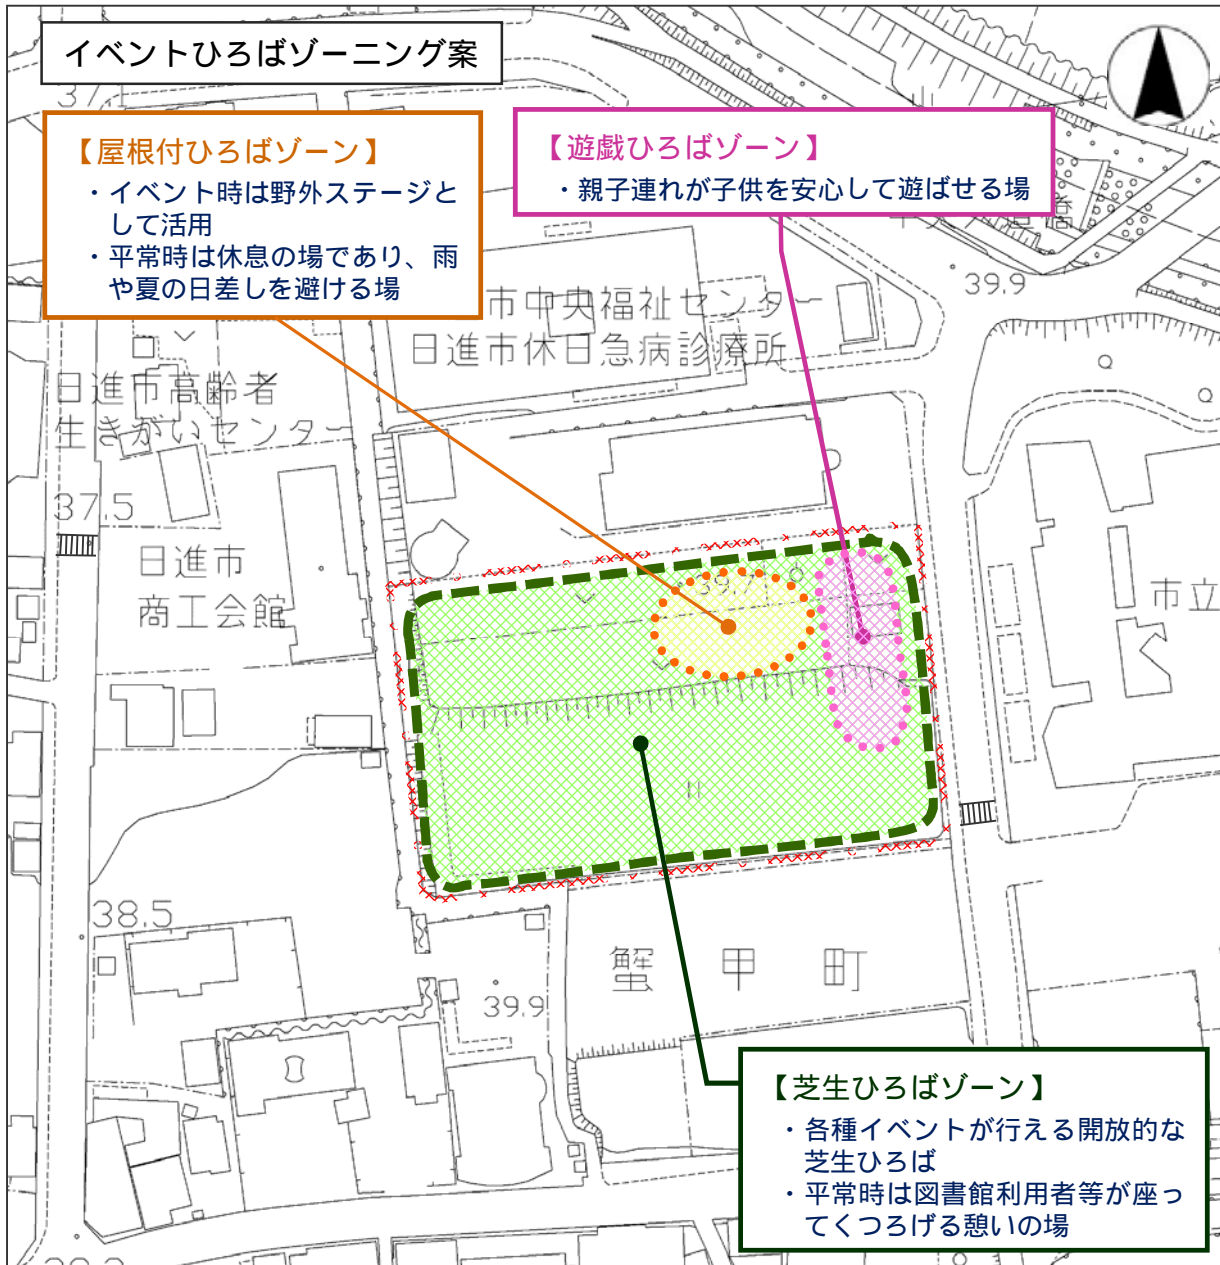 イベントひろばゾーニング案
【屋根付ひろばゾーン】
・イベント時は野外ステージと
して活用
・平常時は休息の場であり、雨
や夏の日差しを避ける場
【遊戯ひろばゾーン】
・親子連れが子供を安心して遊ばせる場
39.9
市中央福祉センター
日進市休日急病診療所
日進市高齢者
生きがいセンター
37.5
日進市
商工会館
39.7
市立
38.5
39.9
蟹甲町
【芝生ひろばゾーン】
・各種イベントが行える開放的な
芝生ひろば
・平常時は図書館利用者等が座っ
てくつろげる憩いの場